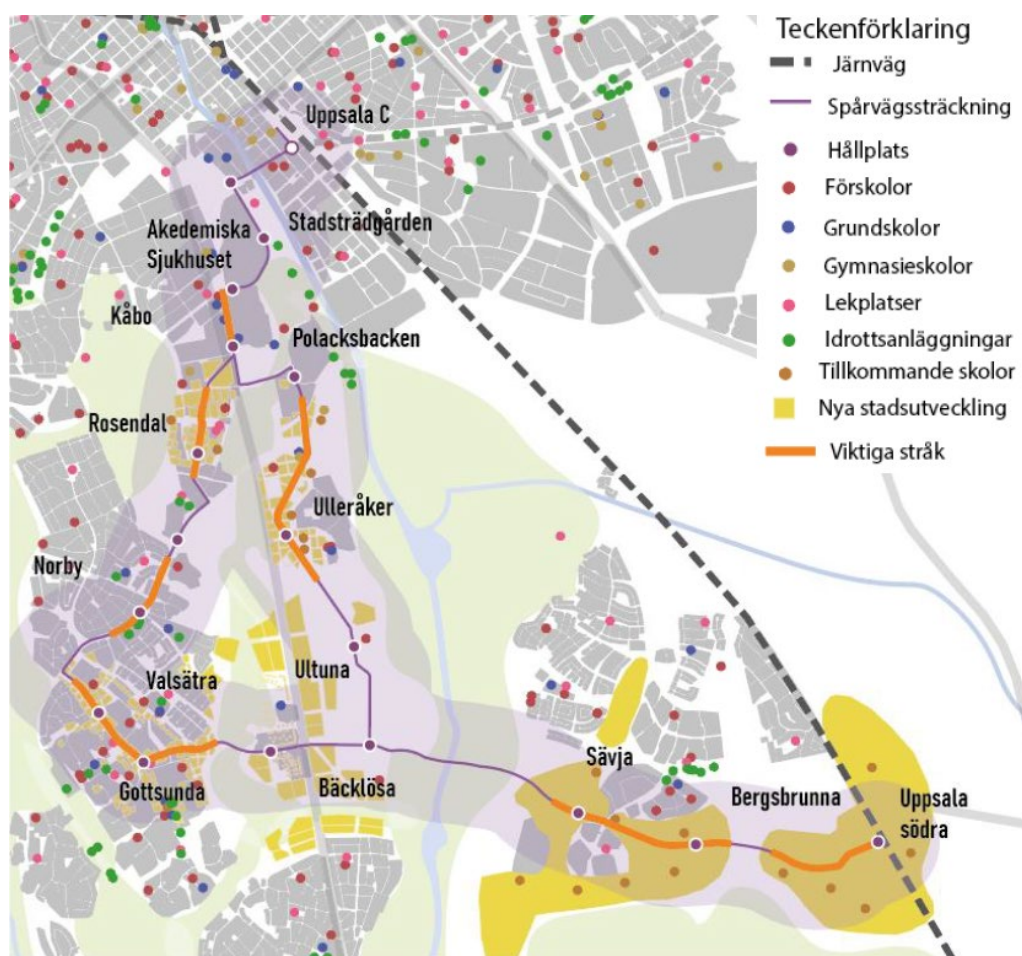 Teckenförklaring
Järnväg
Spårvägssträckning
Hållplats
Förskolor
Grundskolor
Gymnasieskolor
Lekplatser
Idrottsanläggningar
Tillkommande skolor
Nya stadsutveckling
Viktiga stråk
Uppsala C
Stadsträdgården
Akedemiska
Sjukhuset
Kåbo
Polacksbacken
Rosendal
Ulleråker
Norby
Valsätra
Ultuna
Gottsunda
Bäcklösa
Sävja
Bergsbrunna
Uppsala
södra